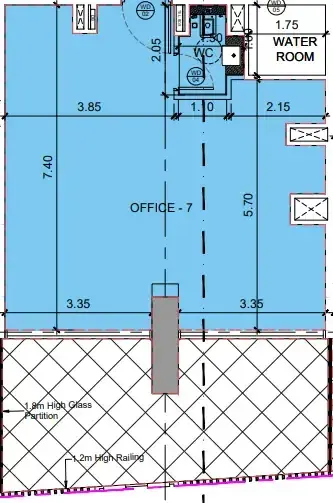 WD
02
WD
05
1.75
2.05
WC
WATER
ROOM
WD
04
3.85
1.10
2.15
7.40
5.70
OFFICE - 7
3.35
3.35
1.8m High Glass
Partition
1.2m High Railing